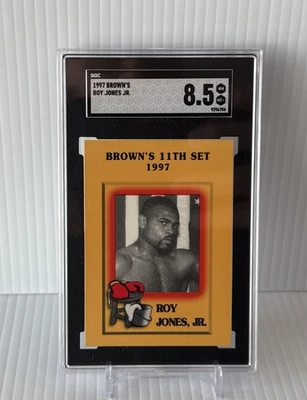 SGC
1997 BROWN'S
ROY JONES JR.
8.5
BROWN'S 11TH SET
1997
ROY
JONES, JR.